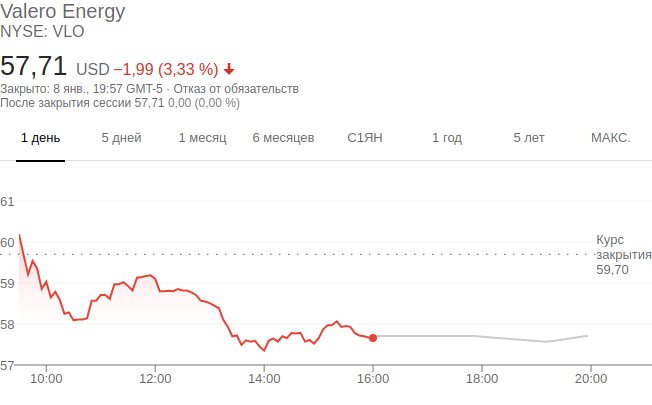 Valero Energy
NYSE: VLO
57,71 USD −1,99 (3,33 %)
Закрыто: 8 янв., 19:57 GMT-5 · Отказ от обязательств
После закрытия сессии 57,71 0,00 (0,00 %)
1 день 5 дней 1 месяц 6 месяцев С1ЯН 1 год 5 лет МАКС.
61
60
59
58
57
Курс
закрытия
59,70
10:00 12:00 14:00 16:00 18:00 20:00